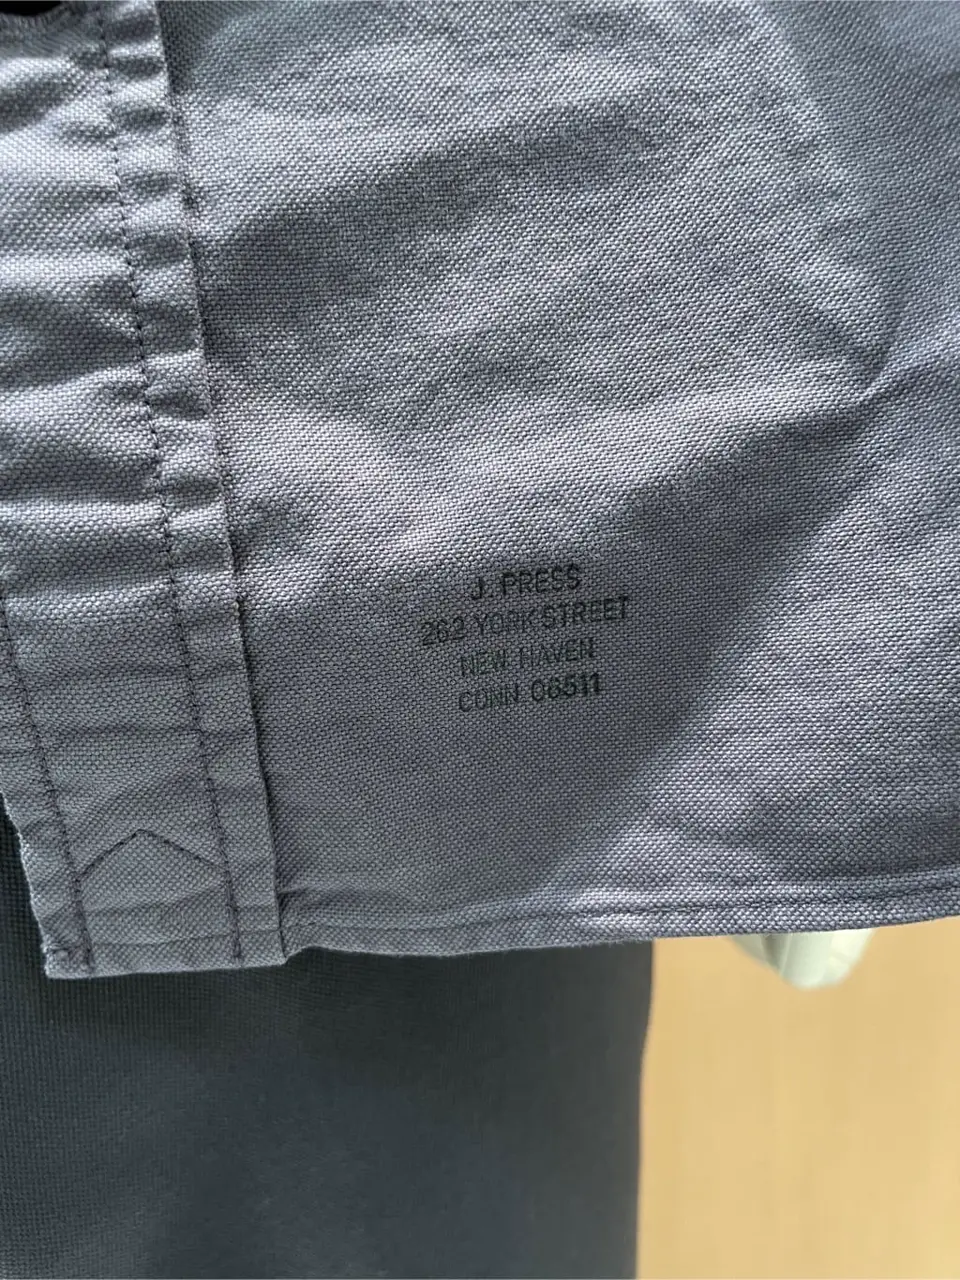 J. PRESS
262 YORK STREET
NEW HAVEN
CONN. 06511